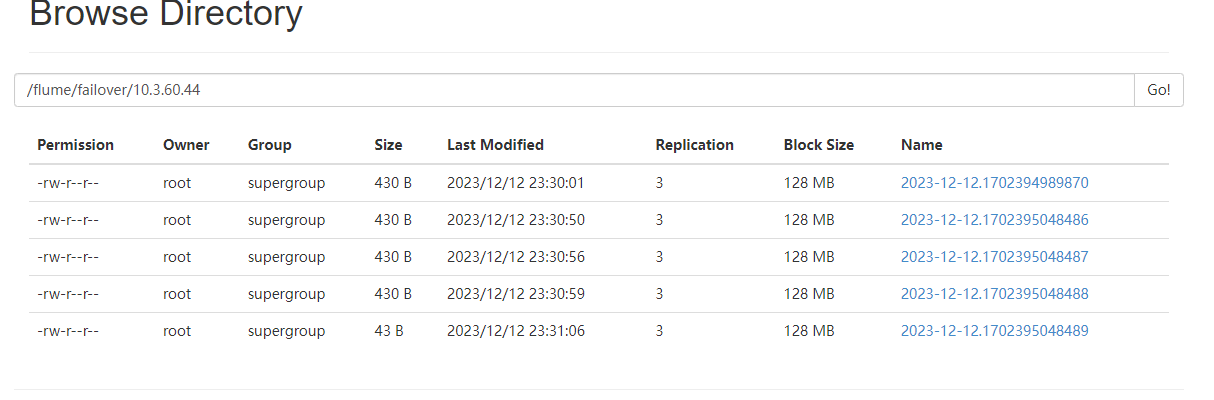 Browse Directory
/flume/failover/10.3.60.44 Go!
Permission Owner Group Size Last Modified Replication Block Size Name
-rw-r--r-- root supergroup 430 B 2023/12/12 23:30:01 3 128 MB 2023-12-12.1702394989870
-rw-r--r-- root supergroup 430 B 2023/12/12 23:30:50 3 128 MB 2023-12-12.1702395048486
-rw-r--r-- root supergroup 430 B 2023/12/12 23:30:56 3 128 MB 2023-12-12.1702395048487
-rw-r--r-- root supergroup 430 B 2023/12/12 23:30:59 3 128 MB 2023-12-12.1702395048488
-rw-r--r-- root supergroup 43 B 2023/12/12 23:31:06 3 128 MB 2023-12-12.1702395048489